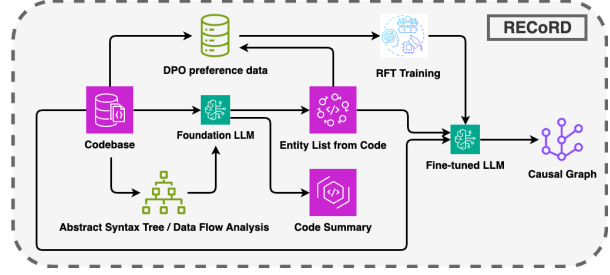 RECoRD
DPO preference data
RFT Training
Codebase
Foundation LLM
Entity List from Code
Fine-tuned LLM
Causal Graph
Abstract Syntax Tree / Data Flow Analysis
Code Summary